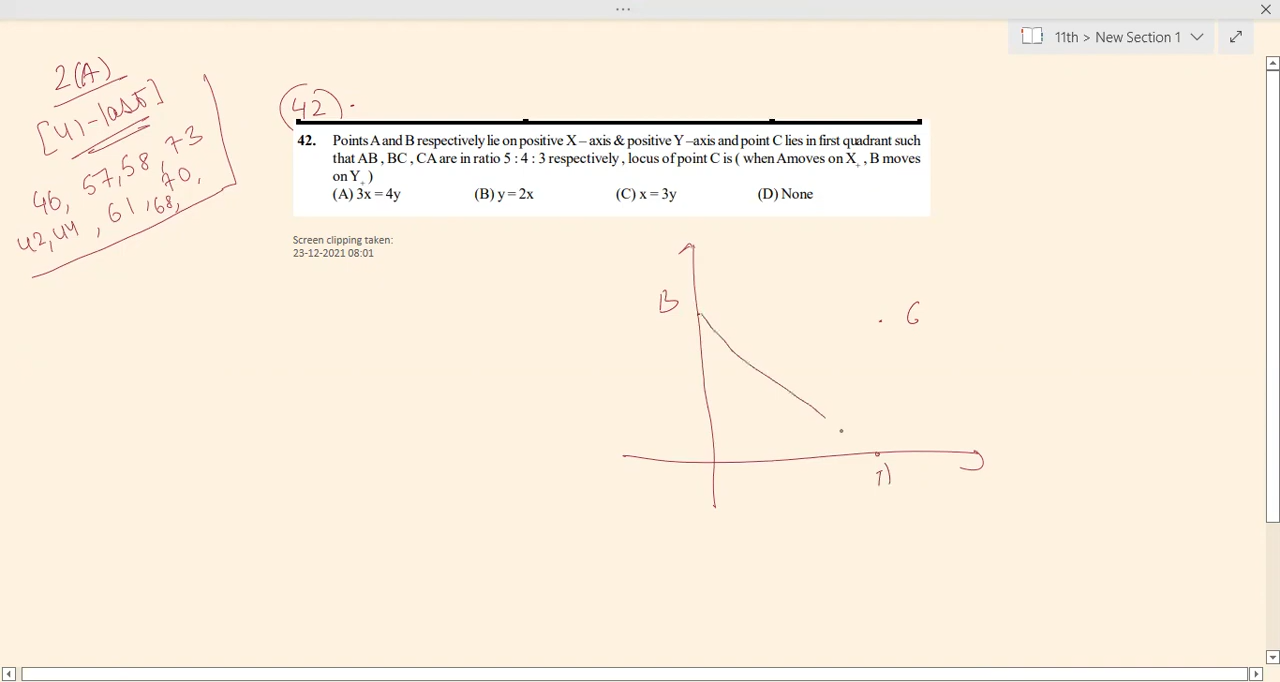 11th > New Section 1
2(A)
[41-last]
46, 57,58, 73
42,44, 61,68, 70,
(42).
42. Points A and B respectively lie on positive X – axis & positive Y –axis and point C lies in first quadrant such
that AB , BC , CA are in ratio 5 : 4 : 3 respectively , locus of point C is ( when A moves on X+ , B moves
on Y+ )
(A) 3x = 4y (B) y = 2x (C) x = 3y (D) None
Screen clipping taken:
23-12-2021 08:01
B
C
A